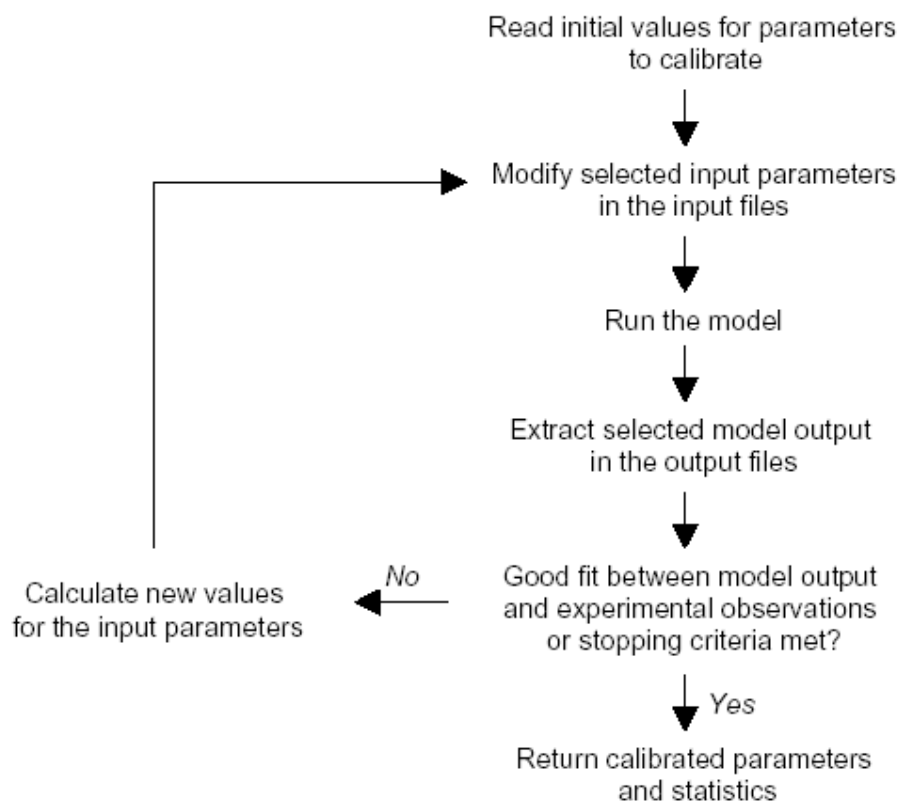 Read initial values for parameters
to calibrate
Modify selected input parameters
in the input files
Run the model
Extract selected model output
in the output files
Good fit between model output
and experimental observations
or stopping criteria met?
No
Calculate new values
for the input parameters
Yes
Return calibrated parameters
and statistics